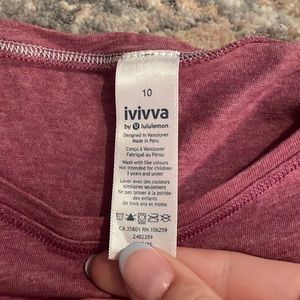 10
ivivva
by lululemon
Designed in Vancouver
Made in Peru
Conçu à Vancouver
Fabriqué au Pérou
Wash with like colours
Not intended for children
3 years and under
Laver avec des couleurs
similaires seulement
Ne pas laisser à la portée
des enfants
de trois ans et moins
CA 35801 RN 106259
2482359